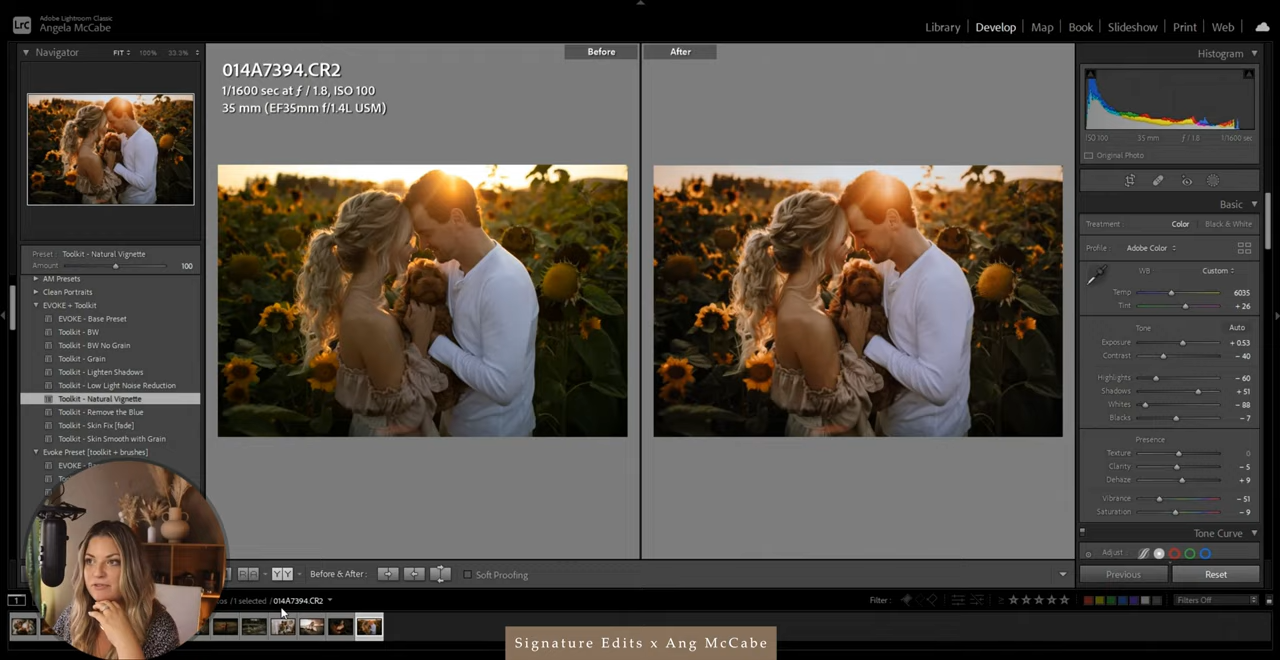 LrC
Adobe Lightroom Classic
Angela McCabe
Library | Develop | Map | Book | Slideshow | Print | Web
Navigator
FIT
100%
33.3%
Preset: Toolkit - Natural Vignette
Amount 100
AM Presets
Clean Portraits
EVOKE + Toolkit
EVOKE - Base Preset
Toolkit - BW
Toolkit - BW No Grain
Toolkit - Grain
Toolkit - Lighten Shadows
Toolkit - Low Light Noise Reduction
Toolkit - Natural Vignette
Toolkit - Remove the Blue
Toolkit - Skin Fix [fade]
Toolkit - Skin Smooth with Grain
Evoke Preset [toolkit + brushes]
EVOKE - Ba
Before
After
014A7394.CR2
1/1600 sec at ƒ / 1.8, ISO 100
35 mm (EF35mm f/1.4L USM)
Histogram
ISO 100
35 mm
ƒ / 1.8
1/1600 sec
Original Photo
Basic
Treatment: Color | Black & White
Profile: Adobe Color
WB: Custom
Temp 6035
Tint + 26
Tone Auto
Exposure + 0.53
Contrast − 40
Highlights − 60
Shadows + 51
Whites − 88
Blacks − 7
Presence
Texture 0
Clarity − 5
Dehaze + 9
Vibrance − 51
Saturation − 9
Tone Curve
Adjust:
Previous
Reset
YY
Before & After:
Soft Proofing
1
/1 selected / 014A7394.CR2
Filter:
Filters Off
Signature Edits x Ang McCabe